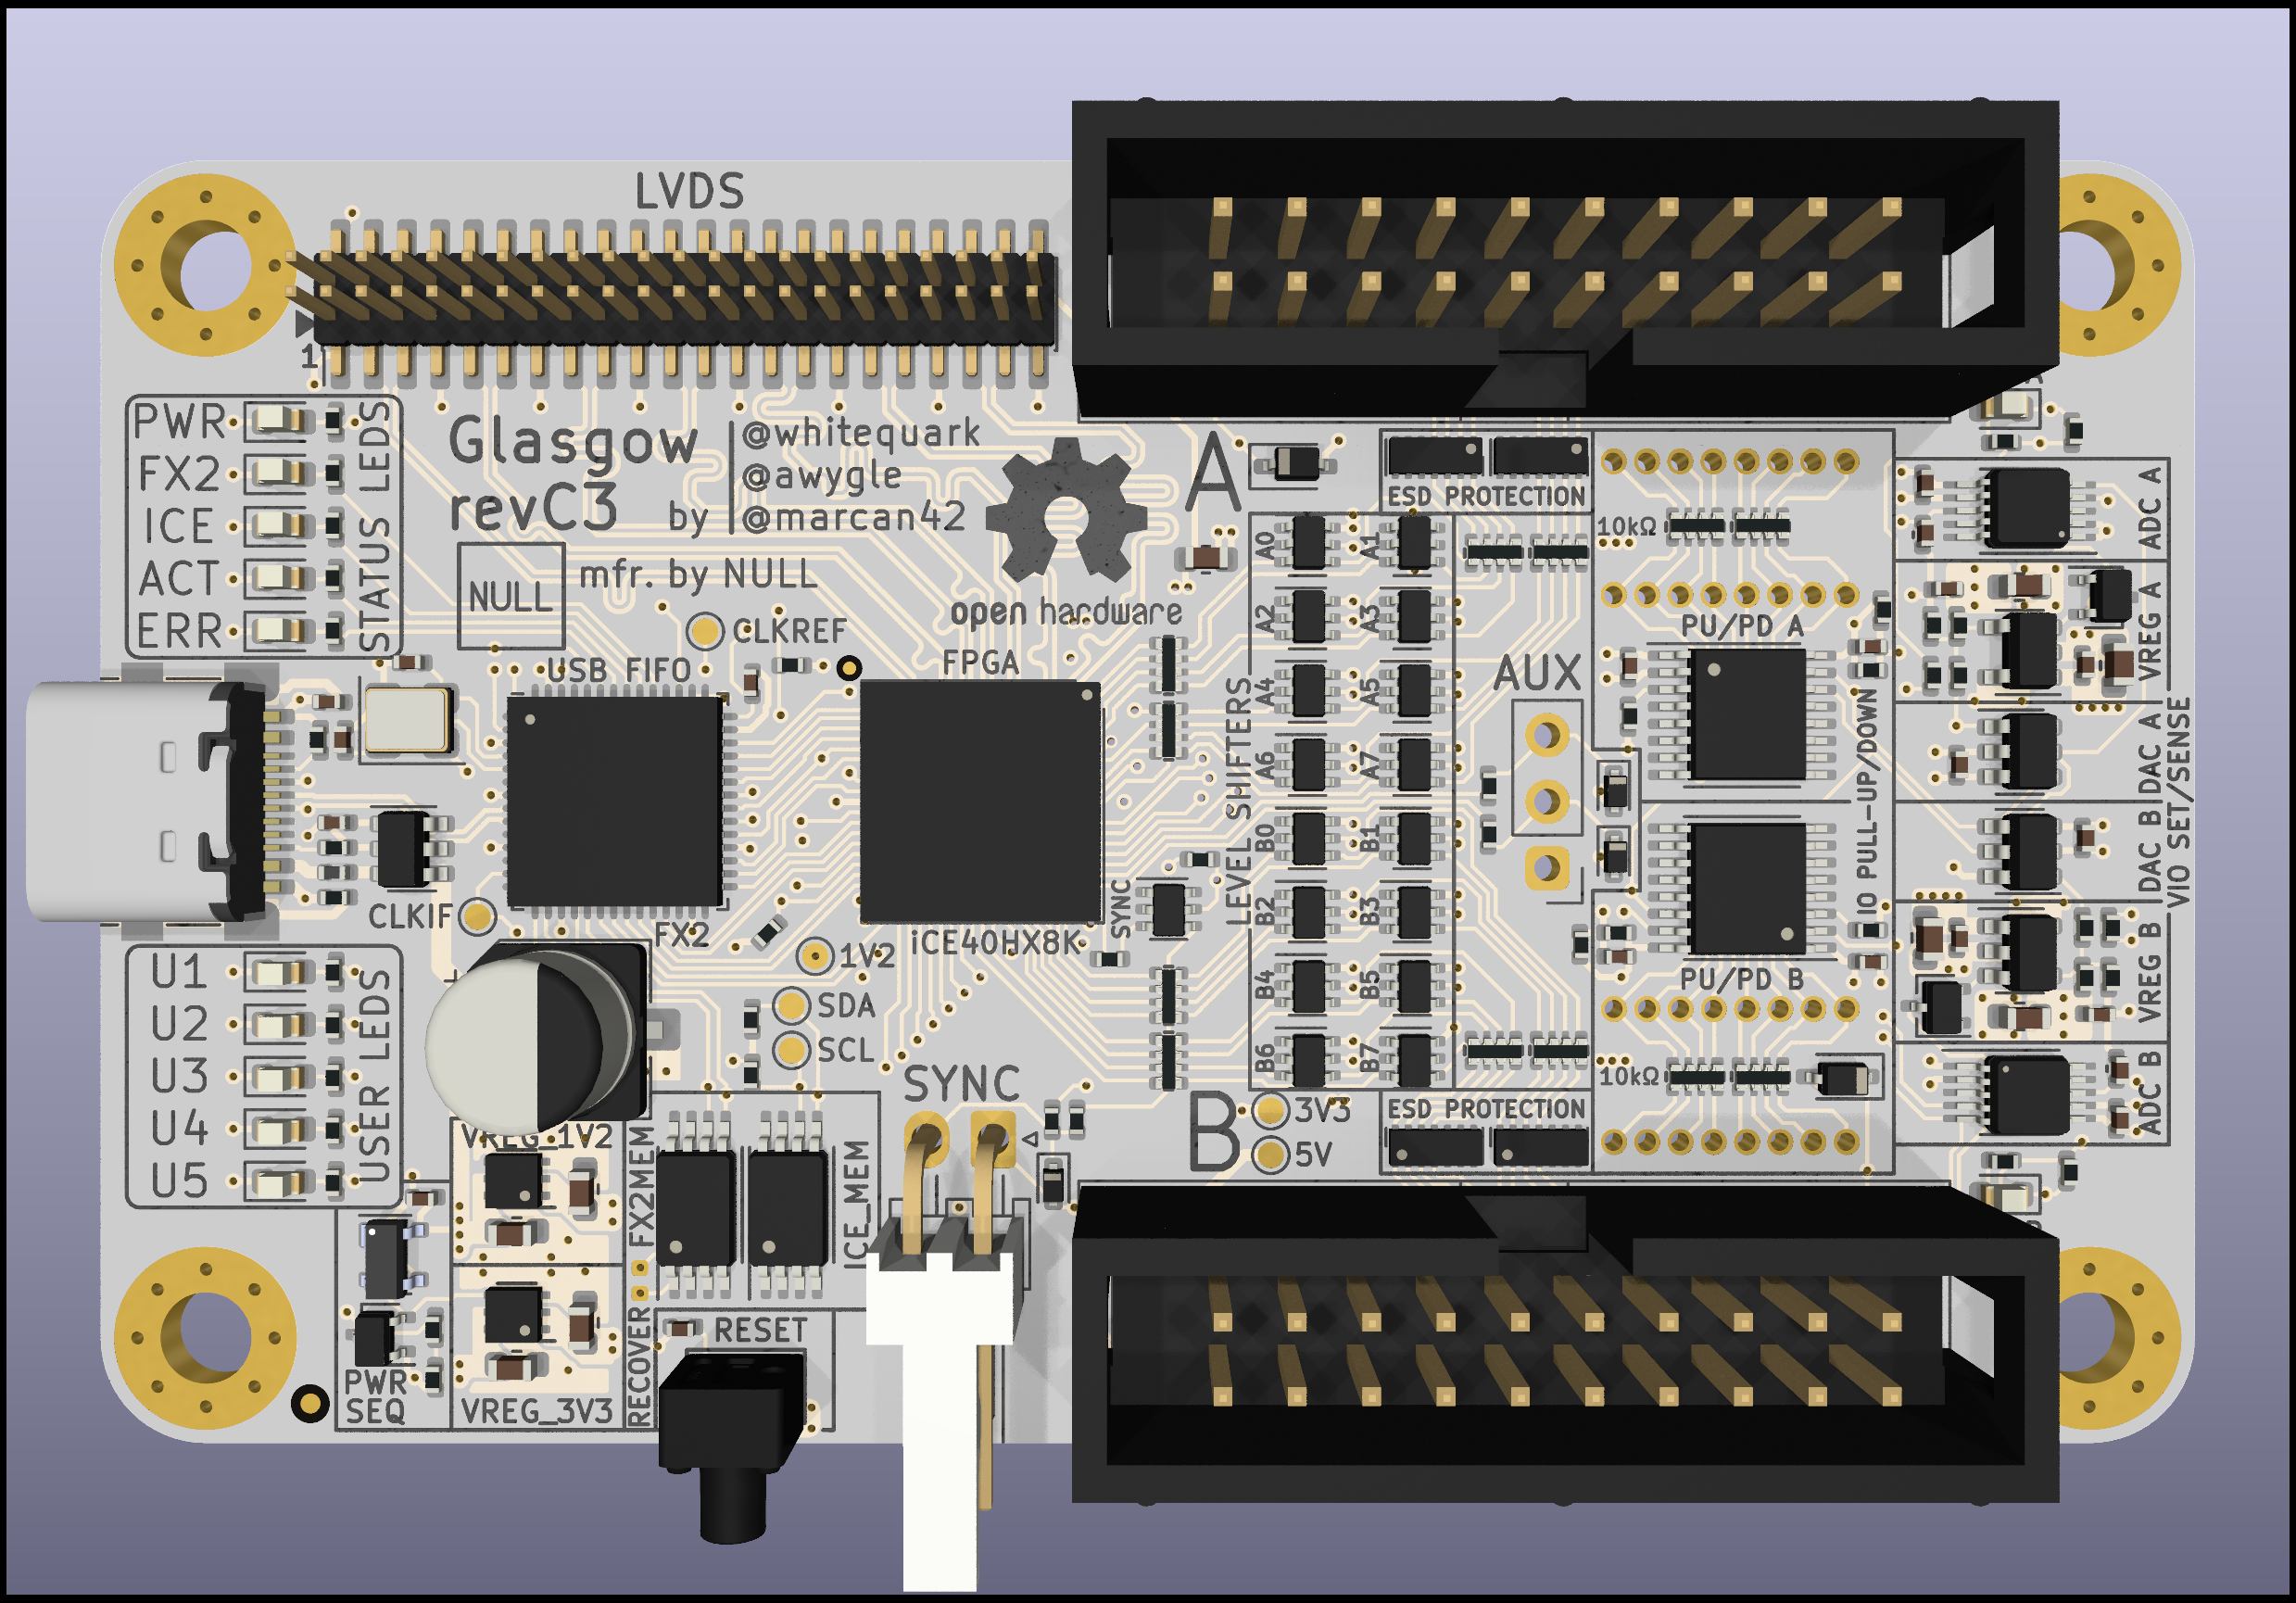 LVDS
1
PWR
FX2
ICE
ACT
ERR
STATUS LEDS
Glasgow
revC3
by
@whitequark
@awygle
@marcan42
NULL
mfr. by NULL
open hardware
CLKREF
USB FIFO
FX2
FPGA
iCE40HX8K
CLKIF
1V2
SDA
SCL
U1
U2
U3
U4
U5
USER LEDS
VREG_1V2
VREG_3V3
PWR
SEQ
FX2MEM
ICE_MEM
RECOVER
RESET
SYNC
SYNC
A
ESD PROTECTION
LEVEL SHIFTERS
A0
A1
A2
A3
A4
A5
A6
A7
B0
B1
B2
B3
B4
B5
B6
B7
B
3V3
5V
ESD PROTECTION
AUX
10kΩ
PU/PD A
IO PULL-UP/DOWN
PU/PD B
10kΩ
ADC A
VREG A
DAC A
DAC B
VREG B
ADC B
VIO SET/SENSE